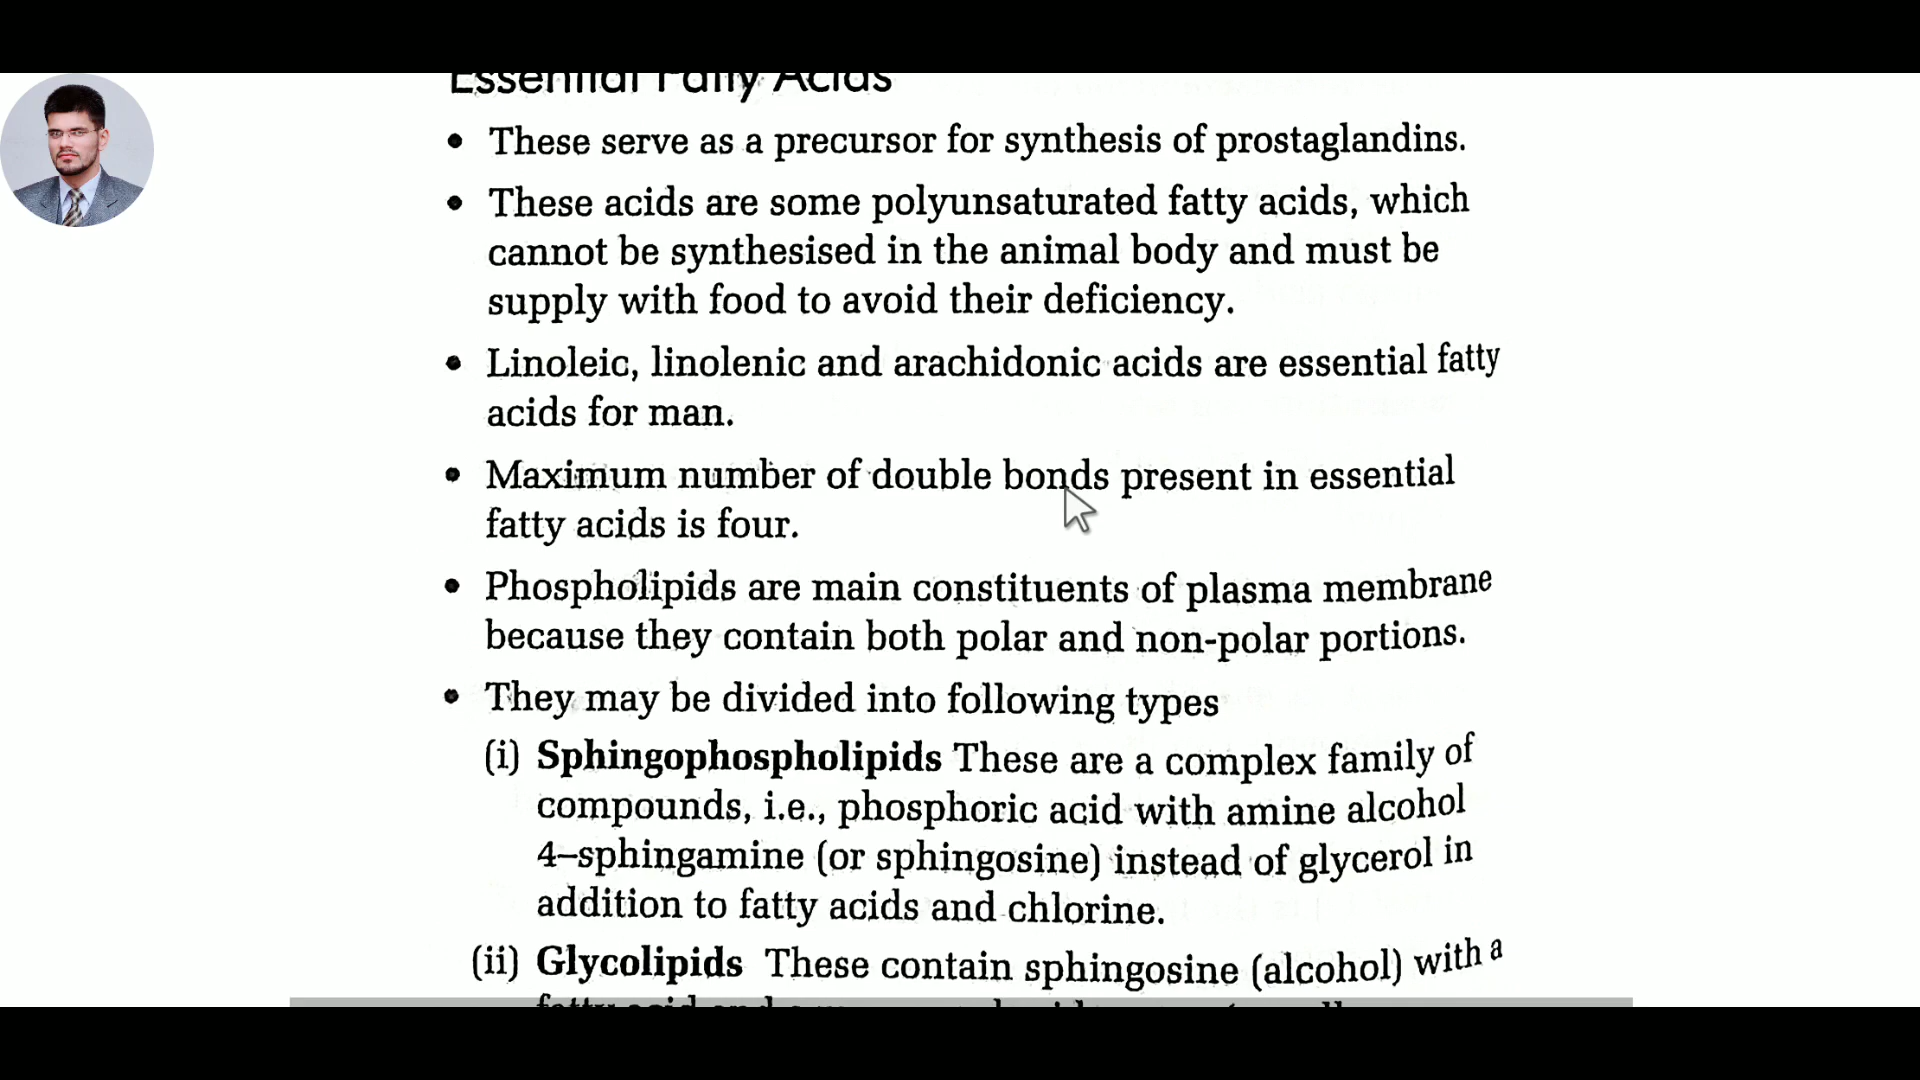 Essential Fatty Acids
• These serve as a precursor for synthesis of prostaglandins.
• These acids are some polyunsaturated fatty acids, which
cannot be synthesised in the animal body and must be
supply with food to avoid their deficiency.
• Linoleic, linolenic and arachidonic acids are essential fatty
acids for man.
• Maximum number of double bonds present in essential
fatty acids is four.
• Phospholipids are main constituents of plasma membrane
because they contain both polar and non-polar portions.
• They may be divided into following types
(i) Sphingophospholipids These are a complex family of
compounds, i.e., phosphoric acid with amine alcohol
4–sphingamine (or sphingosine) instead of glycerol in
addition to fatty acids and chlorine.
(ii) Glycolipids These contain sphingosine (alcohol) with a